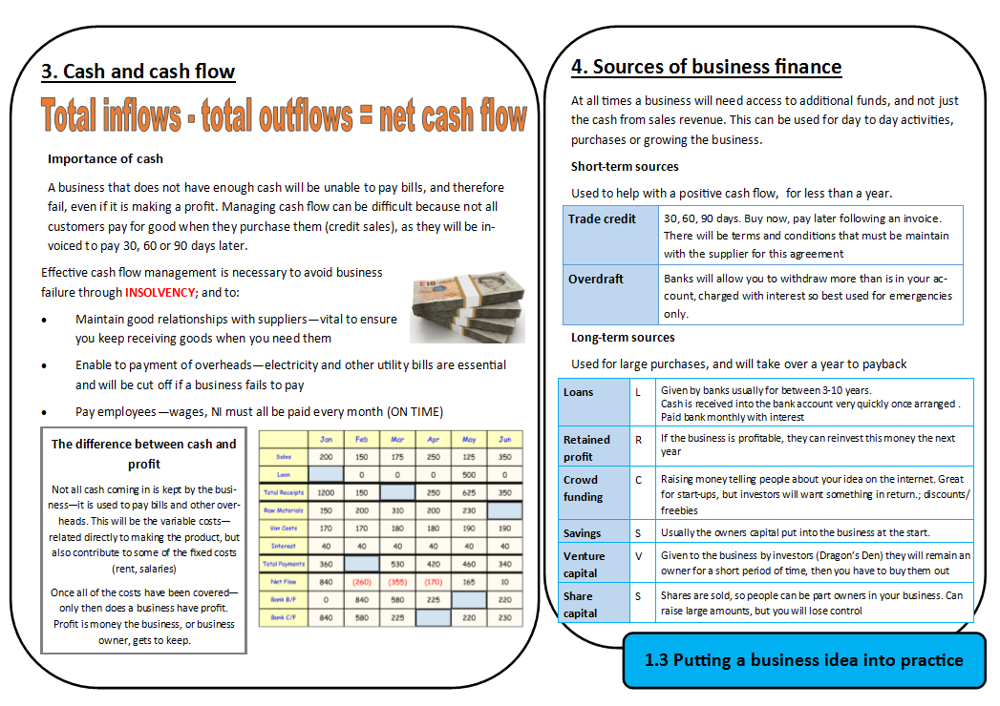 3. Cash and cash flow
Total inflows - total outflows = net cash flow
Importance of cash
A business that does not have enough cash will be unable to pay bills, and therefore
fail, even if it is making a profit. Managing cash flow can be difficult because not all
customers pay for good when they purchase them (credit sales), as they will be in-
voiced to pay 30, 60 or 90 days later.
Effective cash flow management is necessary to avoid business
failure through INSOLVENCY; and to:
• Maintain good relationships with suppliers—vital to ensure
you keep receiving goods when you need them
• Enable to payment of overheads—electricity and other utility bills are essential
and will be cut off if a business fails to pay
• Pay employees—wages, NI must all be paid every month (ON TIME)
The difference between cash and
profit
Not all cash coming in is kept by the busi-
ness—it is used to pay bills and other over-
heads. This will be the variable costs—
related directly to making the product, but
also contribute to some of the fixed costs
(rent, salaries)
Once all of the costs have been covered—
only then does a business have profit.
Profit is money the business, or business
owner, gets to keep.
Jan Feb Mar Apr May Jun
Sales 200 150 175 250 125 350
Loan 0 0 0 500 0
Total Receipts 1200 150 250 625 350
Raw Materials 150 200 310 200 230
Van Costs 170 170 180 180 190 190
Interest 40 40 40 40 40 40
Total Payments 360 530 420 460 340
Net Flow 840 (260) (355) (170) 165 10
Bank B/F 0 840 580 225 220
Bank C/F 840 580 225 220 230
4. Sources of business finance
At all times a business will need access to additional funds, and not just
the cash from sales revenue. This can be used for day to day activities,
purchases or growing the business.
Short-term sources
Used to help with a positive cash flow, for less than a year.
Trade credit 30, 60, 90 days. Buy now, pay later following an invoice.
There will be terms and conditions that must be maintain
with the supplier for this agreement
Overdraft Banks will allow you to withdraw more than is in your ac-
count, charged with interest so best used for emergencies
only.
Long-term sources
Used for large purchases, and will take over a year to payback
Loans L Given by banks usually for between 3-10 years.
Cash is received into the bank account very quickly once arranged .
Paid bank monthly with interest
Retained R If the business is profitable, they can reinvest this money the next
profit year
Crowd C Raising money telling people about your idea on the internet. Great
funding for start-ups, but investors will want something in return.; discounts/
freebies
Savings S Usually the owners capital put into the business at the start.
Venture V Given to the business by investors (Dragon's Den) they will remain an
capital owner for a short period of time, then you have to buy them out
Share S Shares are sold, so people can be part owners in your business. Can
capital raise large amounts, but you will lose control
1.3 Putting a business idea into practice